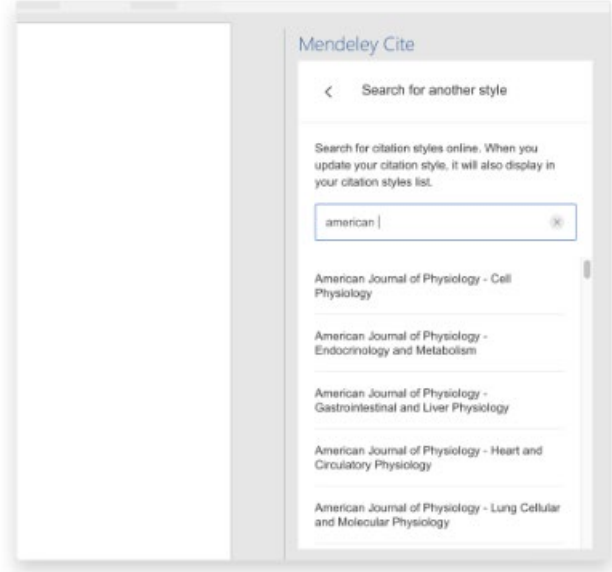 Mendeley Cite
Search for another style
Search for citation styles online. When you
update your citation style, it will also display in
your citation styles list.
american
American Journal of Physiology - Cell
Physiology
American Journal of Physiology -
Endocrinology and Metabolism
American Journal of Physiology -
Gastrointestinal and Liver Physiology
American Journal of Physiology - Heart and
Circulatory Physiology
American Journal of Physiology - Lung Cellular
and Molecular Physiology